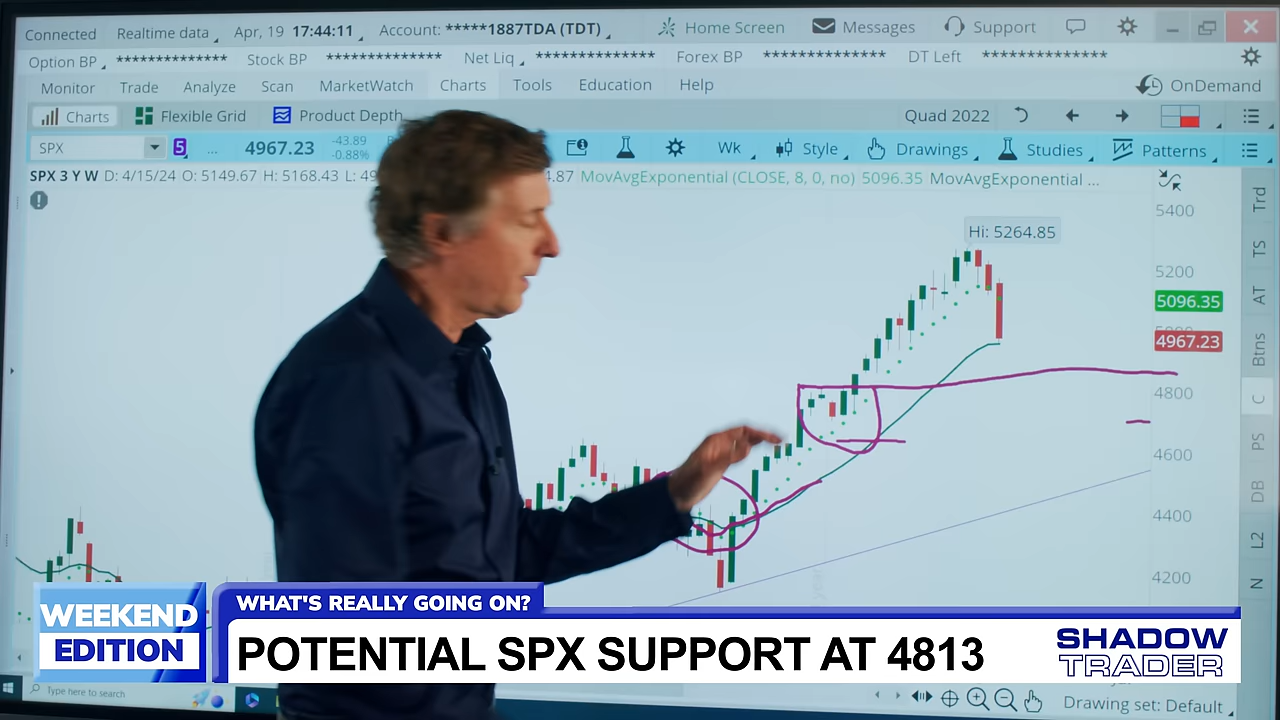 Connected Realtime data Apr, 19 17:44:11 Account: *****1887TDA (TDT) Home Screen Messages Support
Option BP ************** Stock BP ************** Net Liq ************** Forex BP ************** DT Left **************
Monitor Trade Analyze Scan MarketWatch Charts Tools Education Help OnDemand
Charts Flexible Grid Product Depth Quad 2022
SPX 5 ... 4967.23 -43.89 -0.88% Wk Style Drawings Studies Patterns
SPX 3 Y W D: 4/15/24 O: 5149.67 H: 5168.43 L: 4.87 MovAvgExponential (CLOSE, 8, 0, no) 5096.35 MovAvgExponential ...
Hi: 5264.85
5400
5200
5096.35
4967.23
4800
4600
4400
4200
Trd
TS
AT
Btns
C
PS
DB
L2
N
WHAT'S REALLY GOING ON?
WEEKEND
EDITION
POTENTIAL SPX SUPPORT AT 4813
SHADOW
TRADER
Type here to search
Drawing set: Default